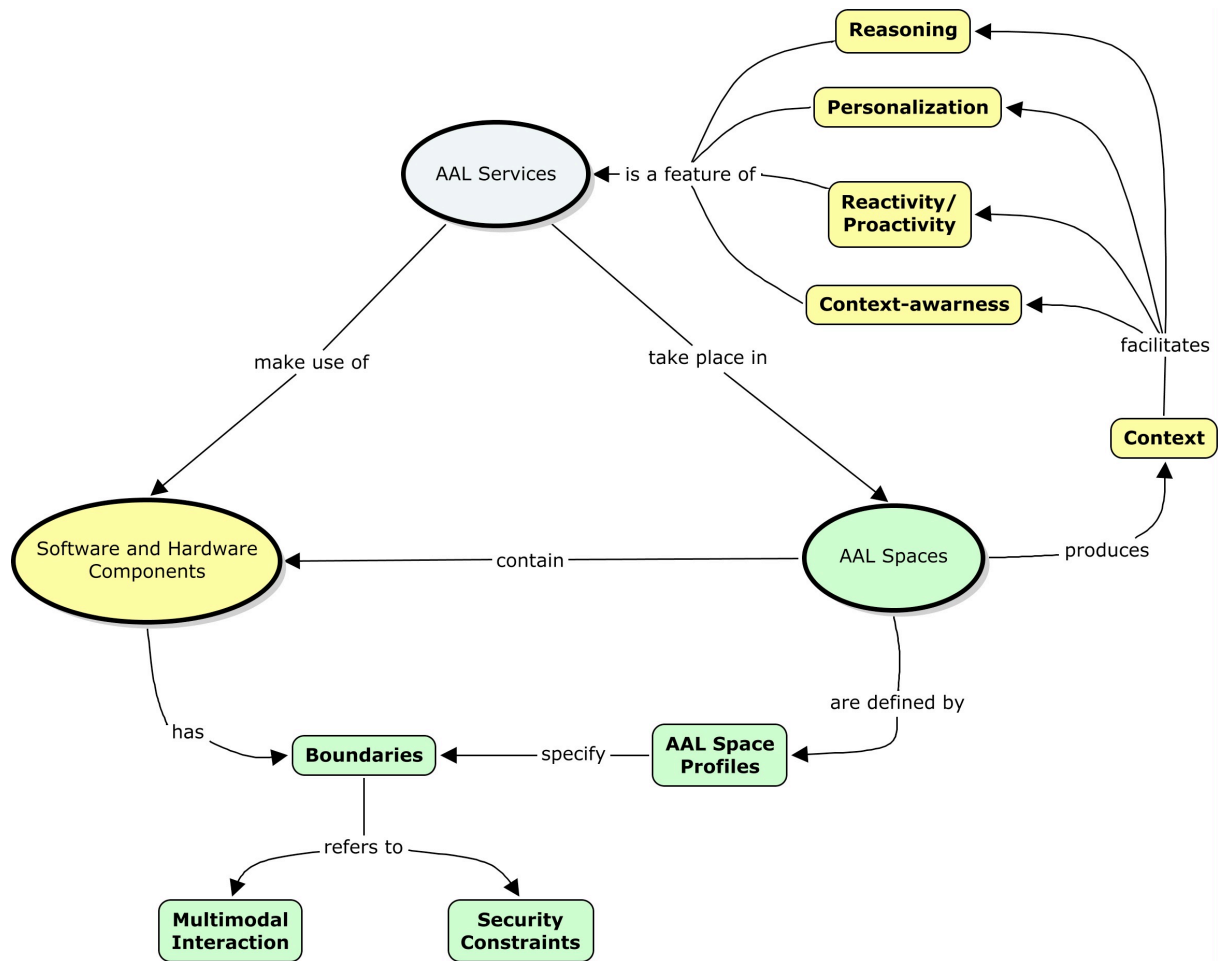 Reasoning
Personalization
AAL Services
is a feature of
Reactivity/
Proactivity
Context-awarness
facilitates
make use of
take place in
Context
Software and Hardware
Components
contain
AAL Spaces
produces
are defined by
has
Boundaries
specify
AAL Space
Profiles
refers to
Multimodal
Interaction
Security
Constraints